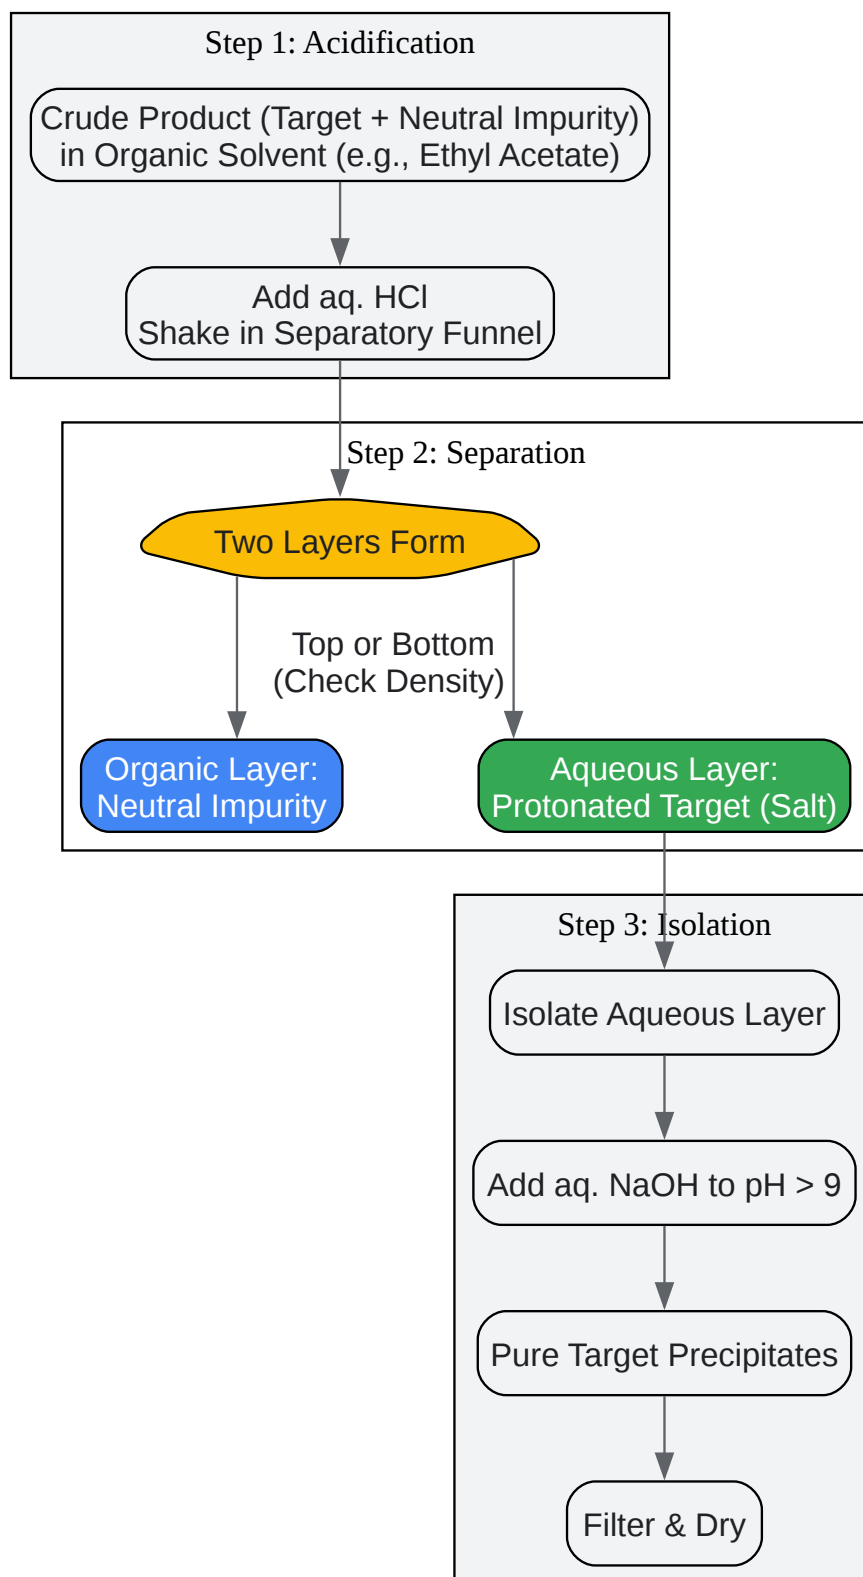 Step 1: Acidification
Crude Product (Target + Neutral Impurity)
in Organic Solvent (e.g., Ethyl Acetate)
Add aq. HCl
Shake in Separatory Funnel
Step 2: Separation
Two Layers Form
Top or Bottom
(Check Density)
Organic Layer:
Neutral Impurity
Aqueous Layer:
Protonated Target (Salt)
Step 3: Isolation
Isolate Aqueous Layer
Add aq. NaOH to pH > 9
Pure Target Precipitates
Filter & Dry